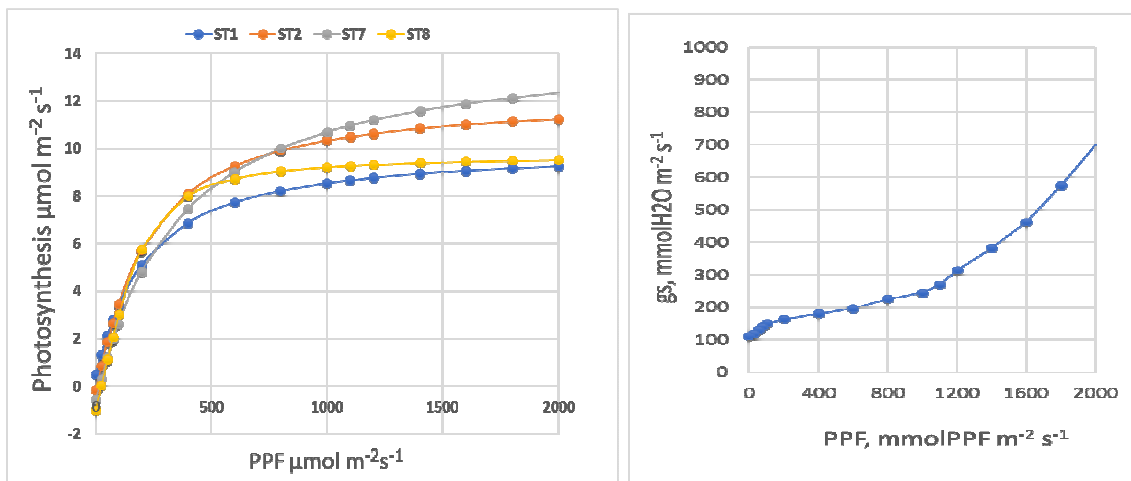 ST1 ST2 ST7 ST8
14
12
10
8
6
4
2
0
-2
0 500 1000 1500 2000
Photosynthesis µmol m⁻² s⁻¹
PPF µmol m⁻²s⁻¹
1000
900
800
700
600
500
400
300
200
100
0
0 400 800 1200 1600 2000
gs, mmolH2O m⁻² s⁻¹
PPF, mmolPPF m⁻² s⁻¹